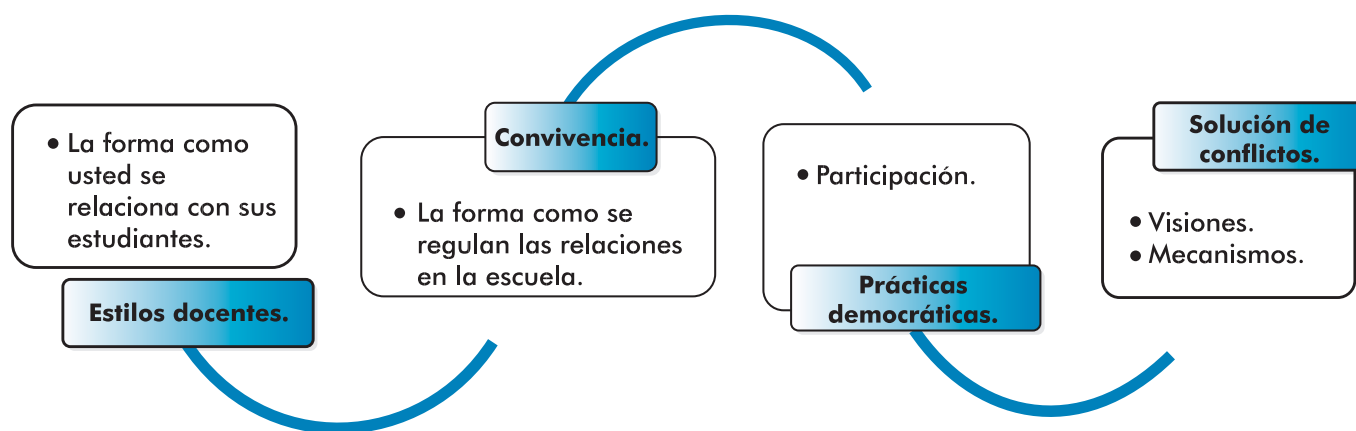 • La forma como
usted se
relaciona con sus
estudiantes.
Estilos docentes.
Convivencia.
• La forma como se
regulan las relaciones
en la escuela.
• Participación.
Prácticas
democráticas.
Solución de
conflictos.
• Visiones.
• Mecanismos.